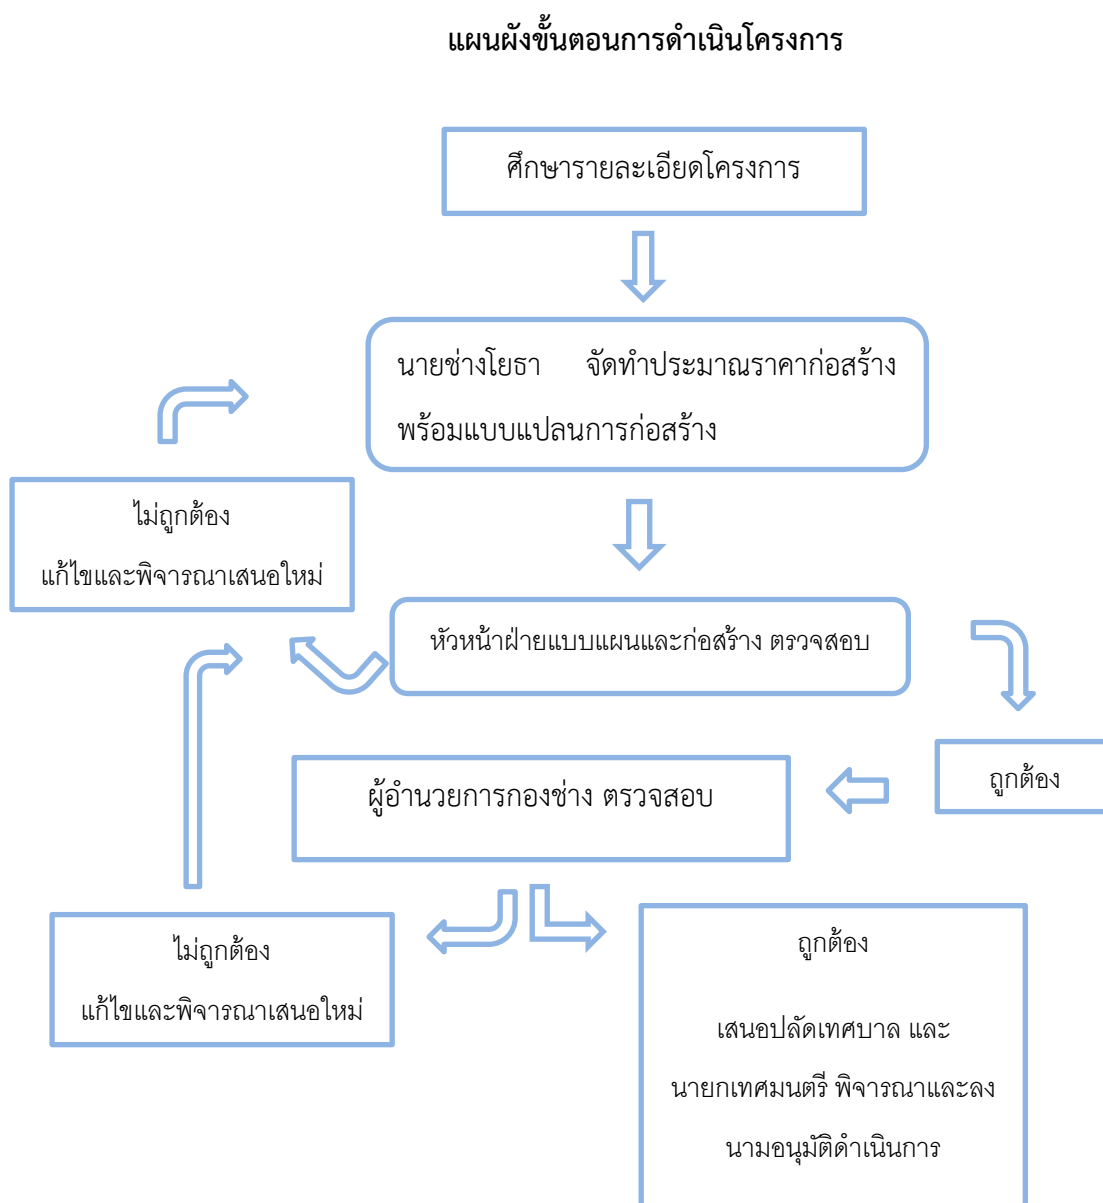 แผนผังขั้นตอนการดำเนินโครงการ
ศึกษารายละเอียดโครงการ
นายช่างโยธา จัดทำประมาณราคาก่อสร้าง
พร้อมแบบแปลนการก่อสร้าง
ไม่ถูกต้อง
แก้ไขและพิจารณาเสนอใหม่
หัวหน้าฝ่ายแบบแผนและก่อสร้าง ตรวจสอบ
ถูกต้อง
ผู้อำนวยการกองช่าง ตรวจสอบ
ไม่ถูกต้อง
แก้ไขและพิจารณาเสนอใหม่
ถูกต้อง
เสนอปลัดเทศบาล และ
นายกเทศมนตรี พิจารณาและลง
นามอนุมัติดำเนินการ